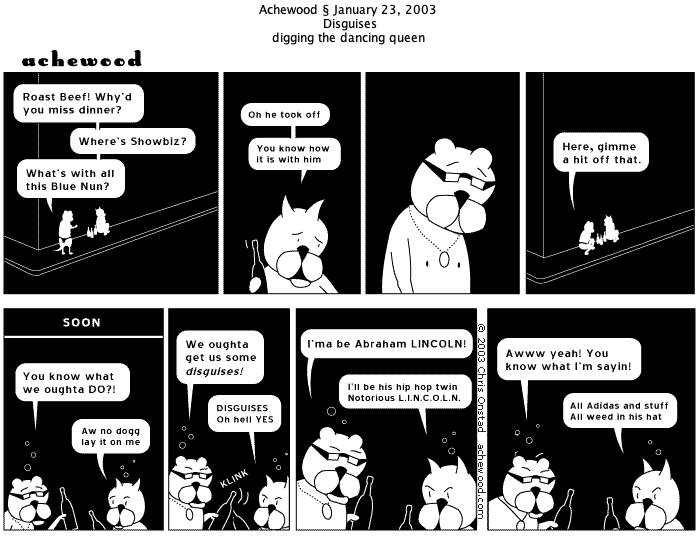 Achewood § January 23, 2003
Disguises
digging the dancing queen
achewood
Roast Beef! Why'd
you miss dinner?
Where's Showbiz?
What's with all
this Blue Nun?
Oh he took off
You know how
it is with him
Here, gimme
a hit off that.
SOON
You know what
we oughta DO?!
Aw no dogg
lay it on me
We oughta
get us some
disguises!
DISGUISES
Oh hell YES
KLINK
I'ma be Abraham LINCOLN!
I'll be his hip hop twin
Notorious L.I.N.C.O.L.N.
© 2003 Chris Onstad achewood.com
Awww yeah! You
know what I'm sayin!
All Adidas and stuff
All weed in his hat